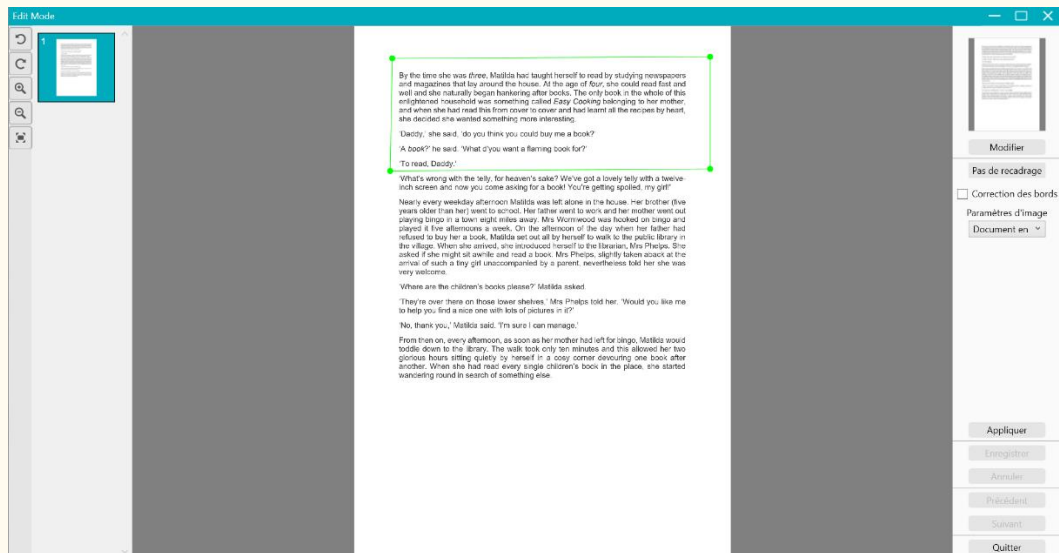 Edit Mode
1
By the time she was three, Matilda had taught herself to read by studying newspapers
and magazines that lay around the house. At the age of four, she could read fast and
well and she naturally began hankering after books. The only book in the whole of this
enlightened household was something called Easy Cooking belonging to her mother,
and when she had read this from cover to cover and had learnt all the recipes by heart,
she decided she wanted something more interesting.
'Daddy,' she said, 'do you think you could buy me a book?'
'A book?' he said. 'What d'you want a flaming book for?'
'To read, Daddy.'
'What's wrong with the telly, for heaven's sake? We've got a lovely telly with a twelve-
inch screen and now you come asking for a book! You're getting spoiled, my girl!'
Nearly every weekday afternoon Matilda was left alone in the house. Her brother (five
years older than her) went to school. Her father went to work and her mother went out
playing bingo in a town eight miles away. Mrs Wormwood was hooked on bingo and
played it five afternoons a week. On the afternoon of the day when her father had
refused to buy her a book, Matilda set out all by herself to walk to the public library in
the village. When she arrived, she introduced herself to the librarian, Mrs Phelps. She
asked if she might sit awhile and read a book. Mrs Phelps, slightly taken aback at the
arrival of such a tiny girl unaccompanied by a parent, nevertheless told her she was
very welcome.
'Where are the children's books please?' Matilda asked.
'They're over there on those lower shelves,' Mrs Phelps told her. 'Would you like me
to help you find a nice one with lots of pictures in it?'
'No, thank you,' Matilda said. 'I'm sure I can manage.'
From then on, every afternoon, as soon as her mother had left for bingo, Matilda would
toddle down to the library. The walk took only ten minutes and this allowed her two
glorious hours sitting quietly by herself in a cosy corner devouring one book after
another. When she had read every single children's book in the place, she started
wandering round in search of something else.
Modifier
Pas de recadrage
Correction des bords
Paramètres d'image
Document en
Appliquer
Enregistrer
Annuler
Précédent
Suivant
Quitter